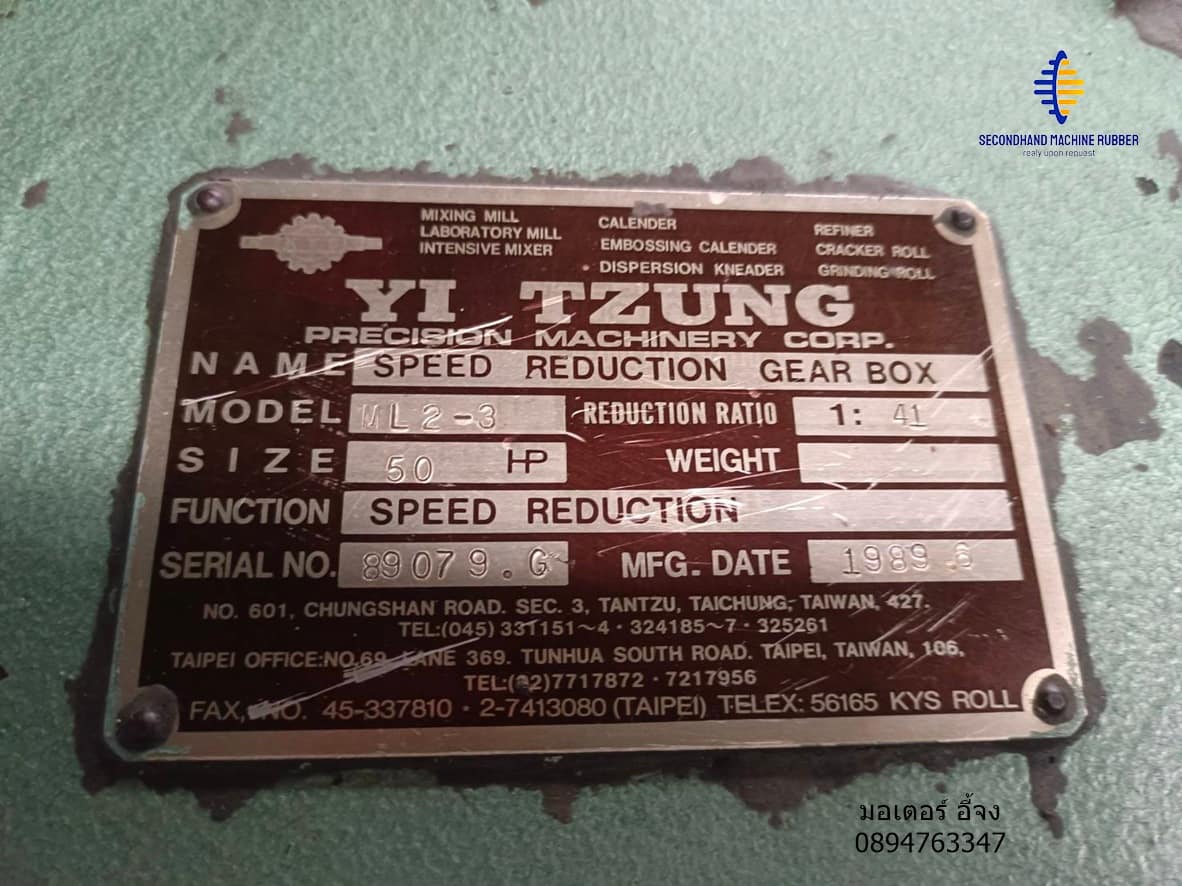 SECONDHAND MACHINE RUBBER
realy upon request
MIXING MILL CALENDER REFINER
LABORATORY MILL EMBOSSING CALENDER CRACKER ROLL
INTENSIVE MIXER DISPERSION KNEADER GRINDING ROLL
YI TZUNG
PRECISION MACHINERY CORP.
NAME SPEED REDUCTION GEAR BOX
MODEL ML2-3 REDUCTION RATIO 1: 41
SIZE 50 HP WEIGHT
FUNCTION SPEED REDUCTION
SERIAL NO. 89079.G MFG. DATE 1989.6
NO. 601, CHUNGSHAN ROAD. SEC. 3, TANTZU, TAICHUNG, TAIWAN, 427.
TEL:(045) 331151~4 · 324185~7 · 325261
TAIPEI OFFICE:NO.69, LANE 369. TUNHUA SOUTH ROAD. TAIPEI, TAIWAN, 106.
TEL:(02)7717872 · 7217956
FAX, NO. 45-337810 · 2-7413080 (TAIPEI) TELEX: 56165 KYS ROLL
มอเตอร์ อี้จง
0894763347